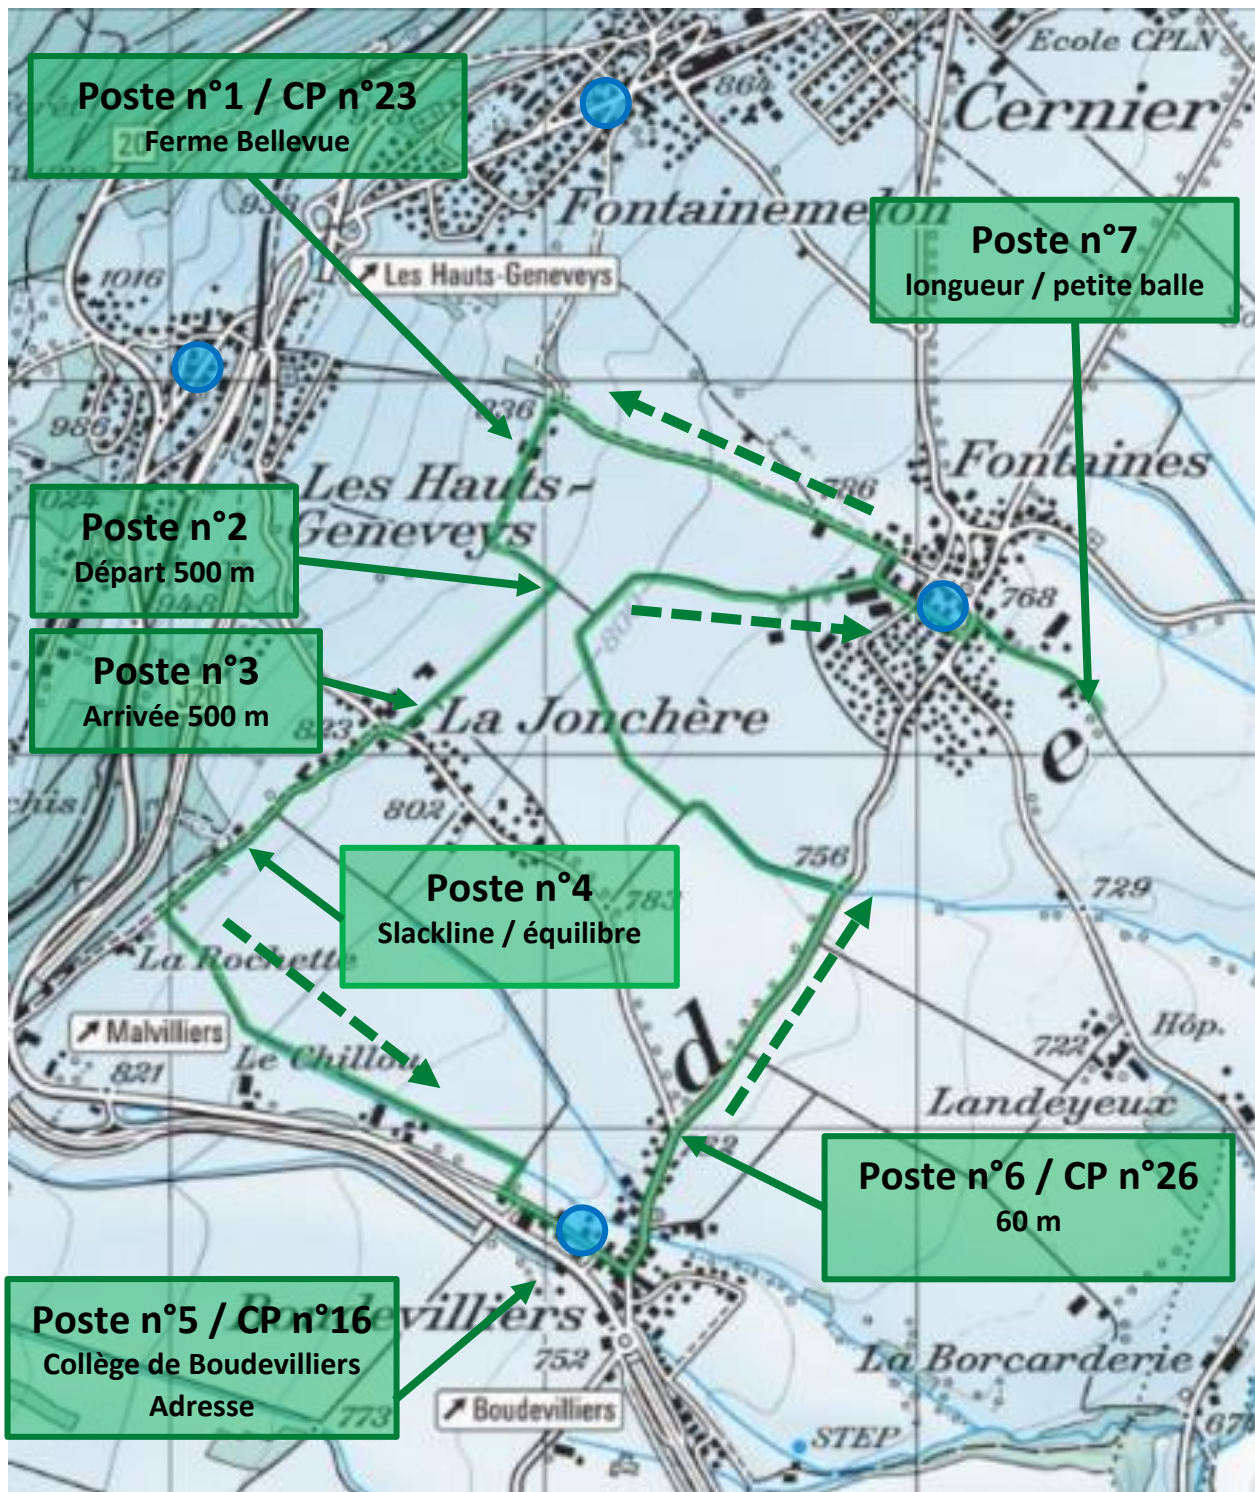 Ecole CPLN
Poste n°1 / CP n°23
Ferme Bellevue
864
Cernier
Fontainemelon
Poste n°7
longueur / petite balle
Les Hauts-Geneveys
1016
986
786
Fontaines
Les Hauts-
Geneveys
Poste n°2
Départ 500 m
768
Poste n°3
Arrivée 500 m
La Jonchère
823
802
e
756
729
Poste n°4
Slackline / équilibre
783
La Rochette
Malvilliers
821
Le Chillou
d
Hôp.
722
Landeyeux
Poste n°6 / CP n°26
60 m
Poste n°5 / CP n°16
Collège de Boudevilliers
Adresse
752
La Borcarderie
773
Boudevilliers
STEP